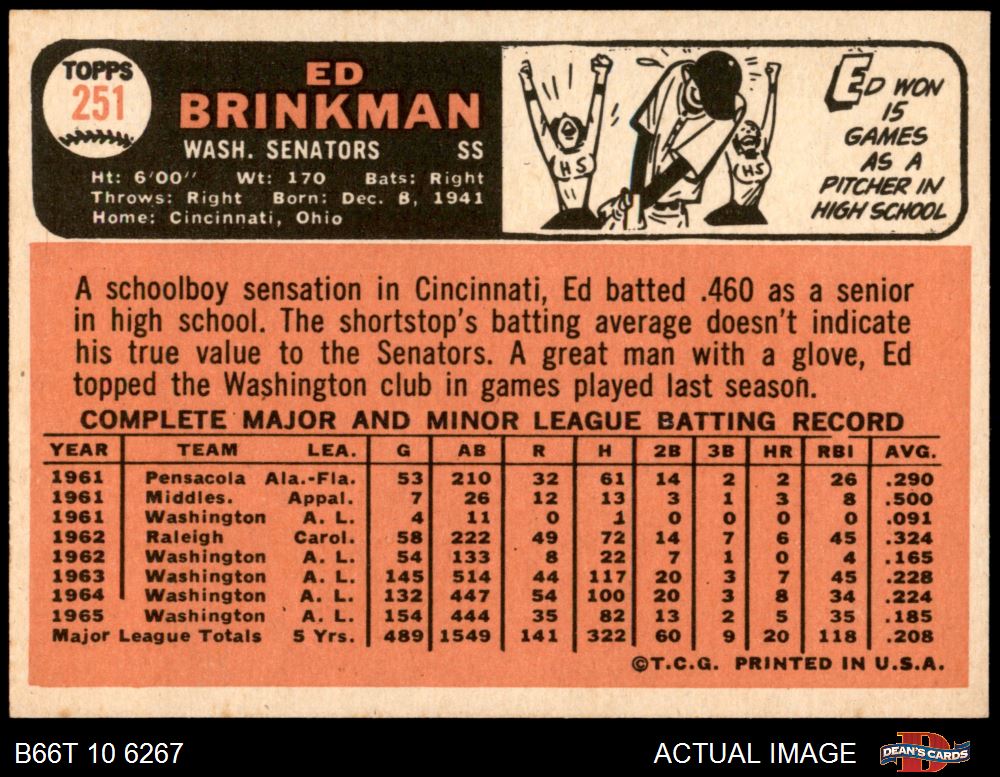 TOPPS
251
ED
BRINKMAN
WASH. SENATORS SS
Ht: 6'00" Wt: 170 Bats: Right
Throws: Right Born: Dec. 8, 1941
Home: Cincinnati, Ohio
HS
HS
ED WON
15
GAMES
AS A
PITCHER IN
HIGH SCHOOL
A schoolboy sensation in Cincinnati, Ed batted .460 as a senior
in high school. The shortstop's batting average doesn't indicate
his true value to the Senators. A great man with a glove, Ed
topped the Washington club in games played last season.
COMPLETE MAJOR AND MINOR LEAGUE BATTING RECORD
YEAR TEAM LEA. G AB R H 2B 3B HR RBI AVG.
1961 Pensacola Ala.-Fla. 53 210 32 61 14 2 2 26 .290
1961 Middles. Appal. 7 26 12 13 3 1 3 8 .500
1961 Washington A. L. 4 11 0 1 0 0 0 0 .091
1962 Raleigh Carol. 58 222 49 72 14 7 6 45 .324
1962 Washington A. L. 54 133 8 22 7 1 0 4 .165
1963 Washington A. L. 145 514 44 117 20 3 7 45 .228
1964 Washington A. L. 132 447 54 100 20 3 8 34 .224
1965 Washington A. L. 154 444 35 82 13 2 5 35 .185
Major League Totals 5 Yrs. 489 1549 141 322 60 9 20 118 .208
©T.C.G. PRINTED IN U.S.A.
B66T 10 6267 ACTUAL IMAGE DEAN'S CARDS